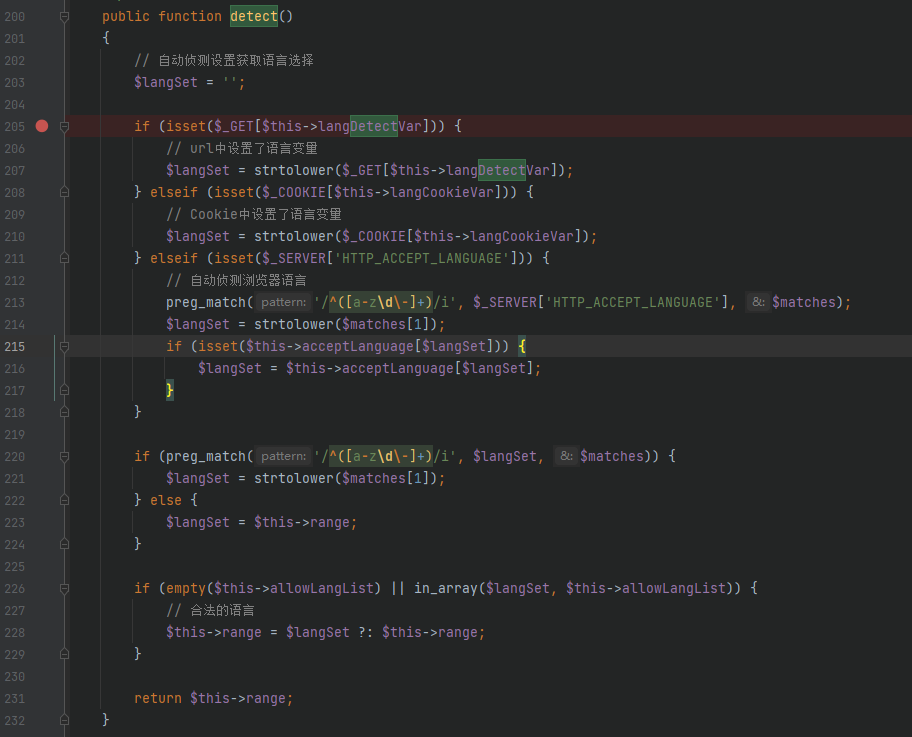 200 public function detect()
201 {
202 // 自动侦测设置获取语言选择
203 $langSet = '';
204
205 if (isset($_GET[$this->langDetectVar])) {
206 // url中设置了语言变量
207 $langSet = strtolower($_GET[$this->langDetectVar]);
208 } elseif (isset($_COOKIE[$this->langCookieVar])) {
209 // Cookie中设置了语言变量
210 $langSet = strtolower($_COOKIE[$this->langCookieVar]);
211 } elseif (isset($_SERVER['HTTP_ACCEPT_LANGUAGE'])) {
212 // 自动侦测浏览器语言
213 preg_match( pattern: '/^([a-z\d\-]+)/i', $_SERVER['HTTP_ACCEPT_LANGUAGE'], &: $matches);
214 $langSet = strtolower($matches[1]);
215 if (isset($this->acceptLanguage[$langSet])) {
216 $langSet = $this->acceptLanguage[$langSet];
217 }
218 }
219
220 if (preg_match( pattern: '/^([a-z\d\-]+)/i', $langSet, &: $matches)) {
221 $langSet = strtolower($matches[1]);
222 } else {
223 $langSet = $this->range;
224 }
225
226 if (empty($this->allowLangList) || in_array($langSet, $this->allowLangList)) {
227 // 合法的语言
228 $this->range = $langSet ?: $this->range;
229 }
230
231 return $this->range;
232 }